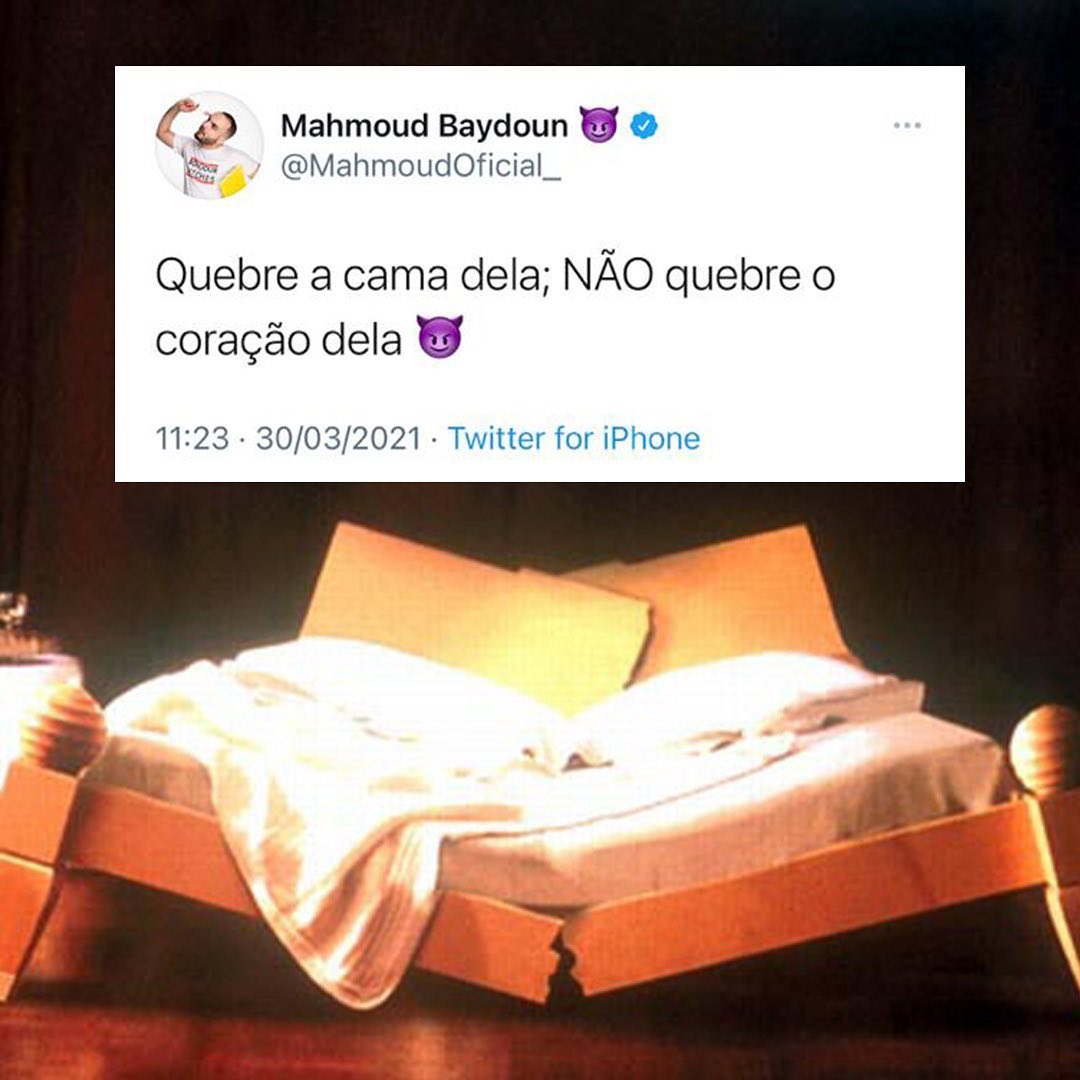 Mahmoud Baydoun 😈
@MahmoudOficial_
Quebre a cama dela; NÃO quebre o
coração dela 😈
11:23 · 30/03/2021 · Twitter for iPhone